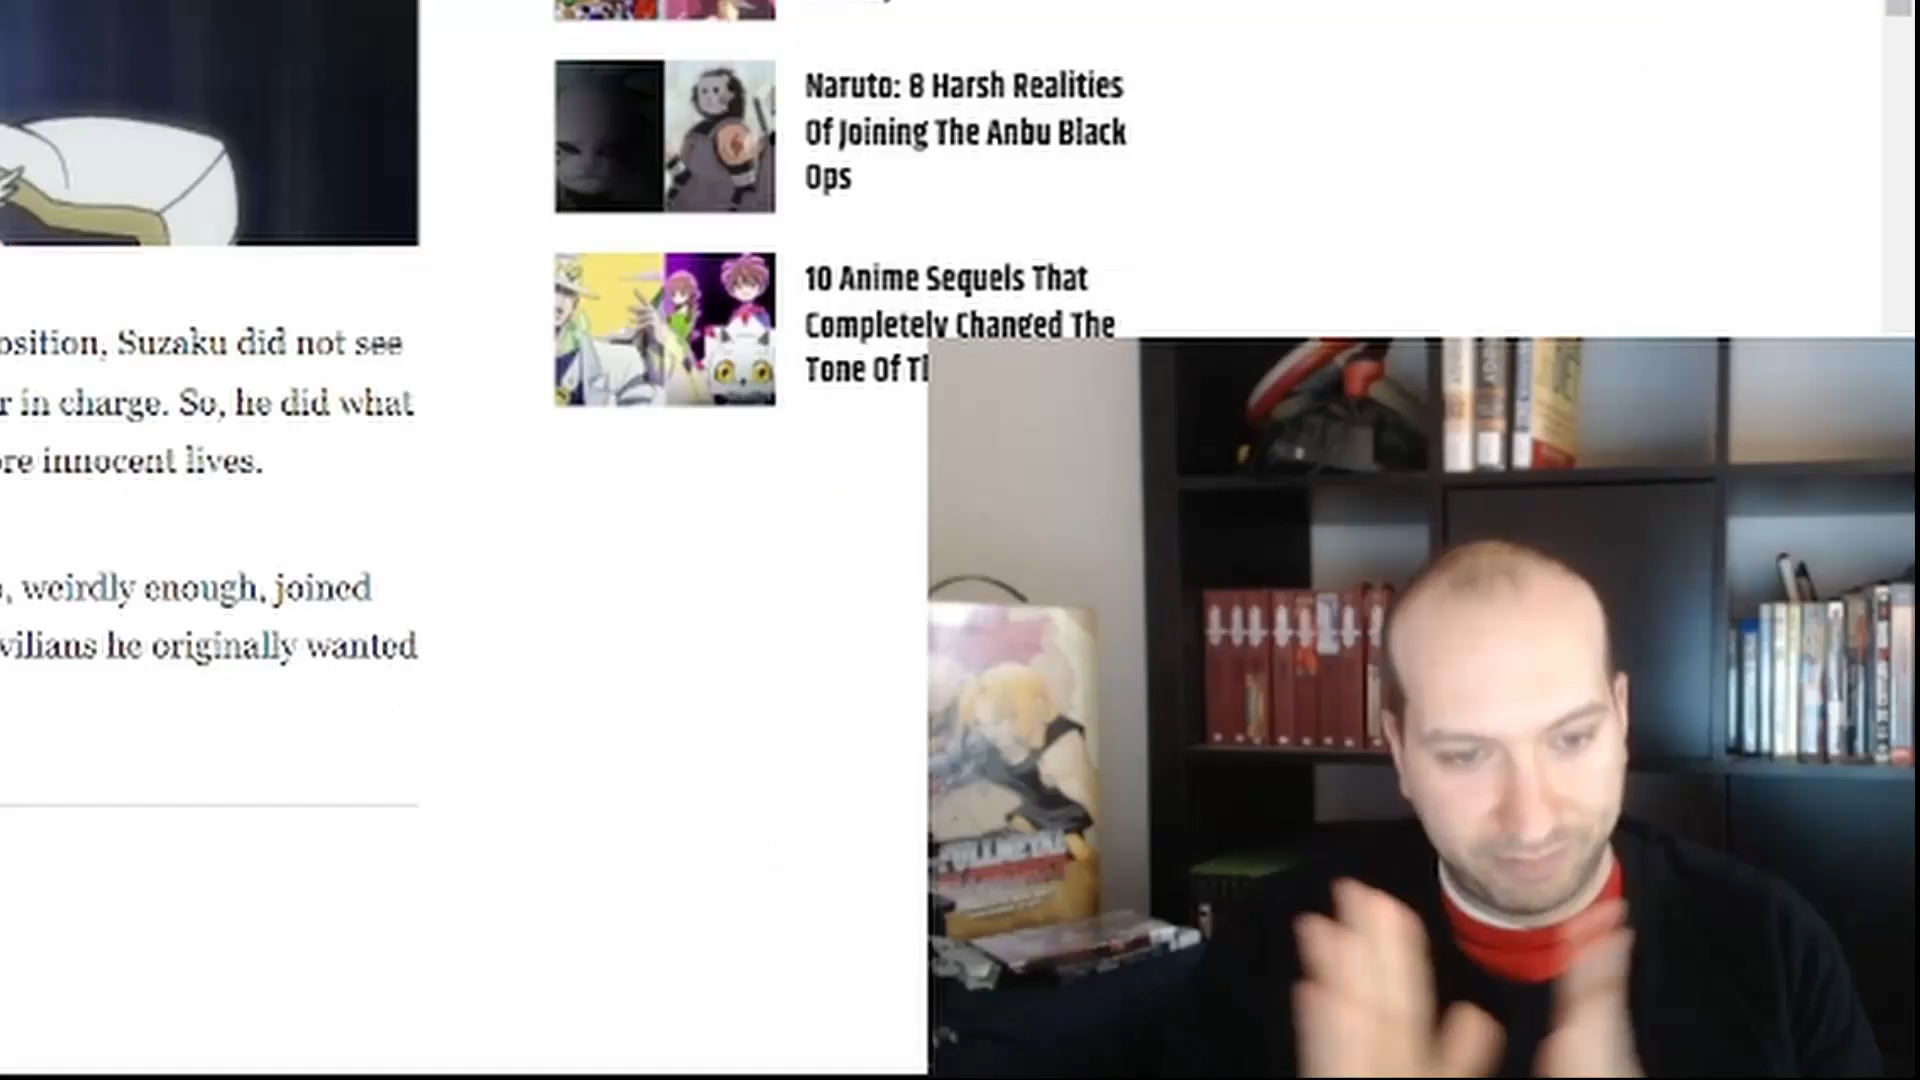 Naruto: 8 Harsh Realities
Of Joining The Anbu Black
Ops
10 Anime Sequels That
Completely Changed The
Tone Of
osition, Suzaku did not see
r in charge. So, he did what
ore innocent lives.
, weirdly enough, joined
vilians he originally wanted